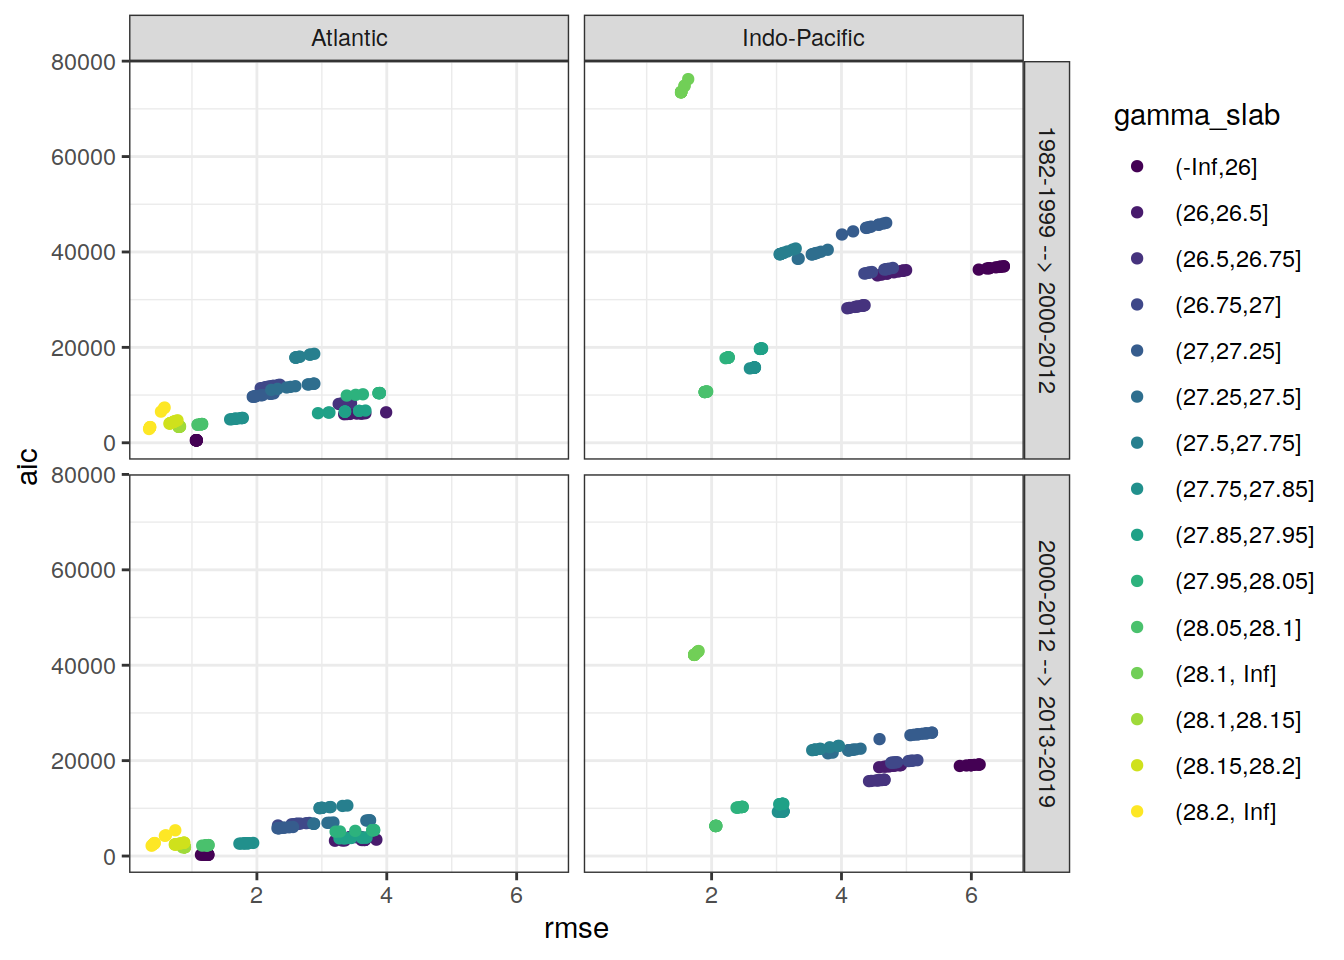 Atlantic
Indo-Pacific
80000
60000
40000
20000
0
1982-1999 --> 2000-2012
80000
60000
40000
20000
0
2000-2012 --> 2013-2019
aic
2
4
6
2
4
6
rmse
gamma_slab
(-Inf,26]
(26,26.5]
(26.5,26.75]
(26.75,27]
(27,27.25]
(27.25,27.5]
(27.5,27.75]
(27.75,27.85]
(27.85,27.95]
(27.95,28.05]
(28.05,28.1]
(28.1, Inf]
(28.1,28.15]
(28.15,28.2]
(28.2, Inf]